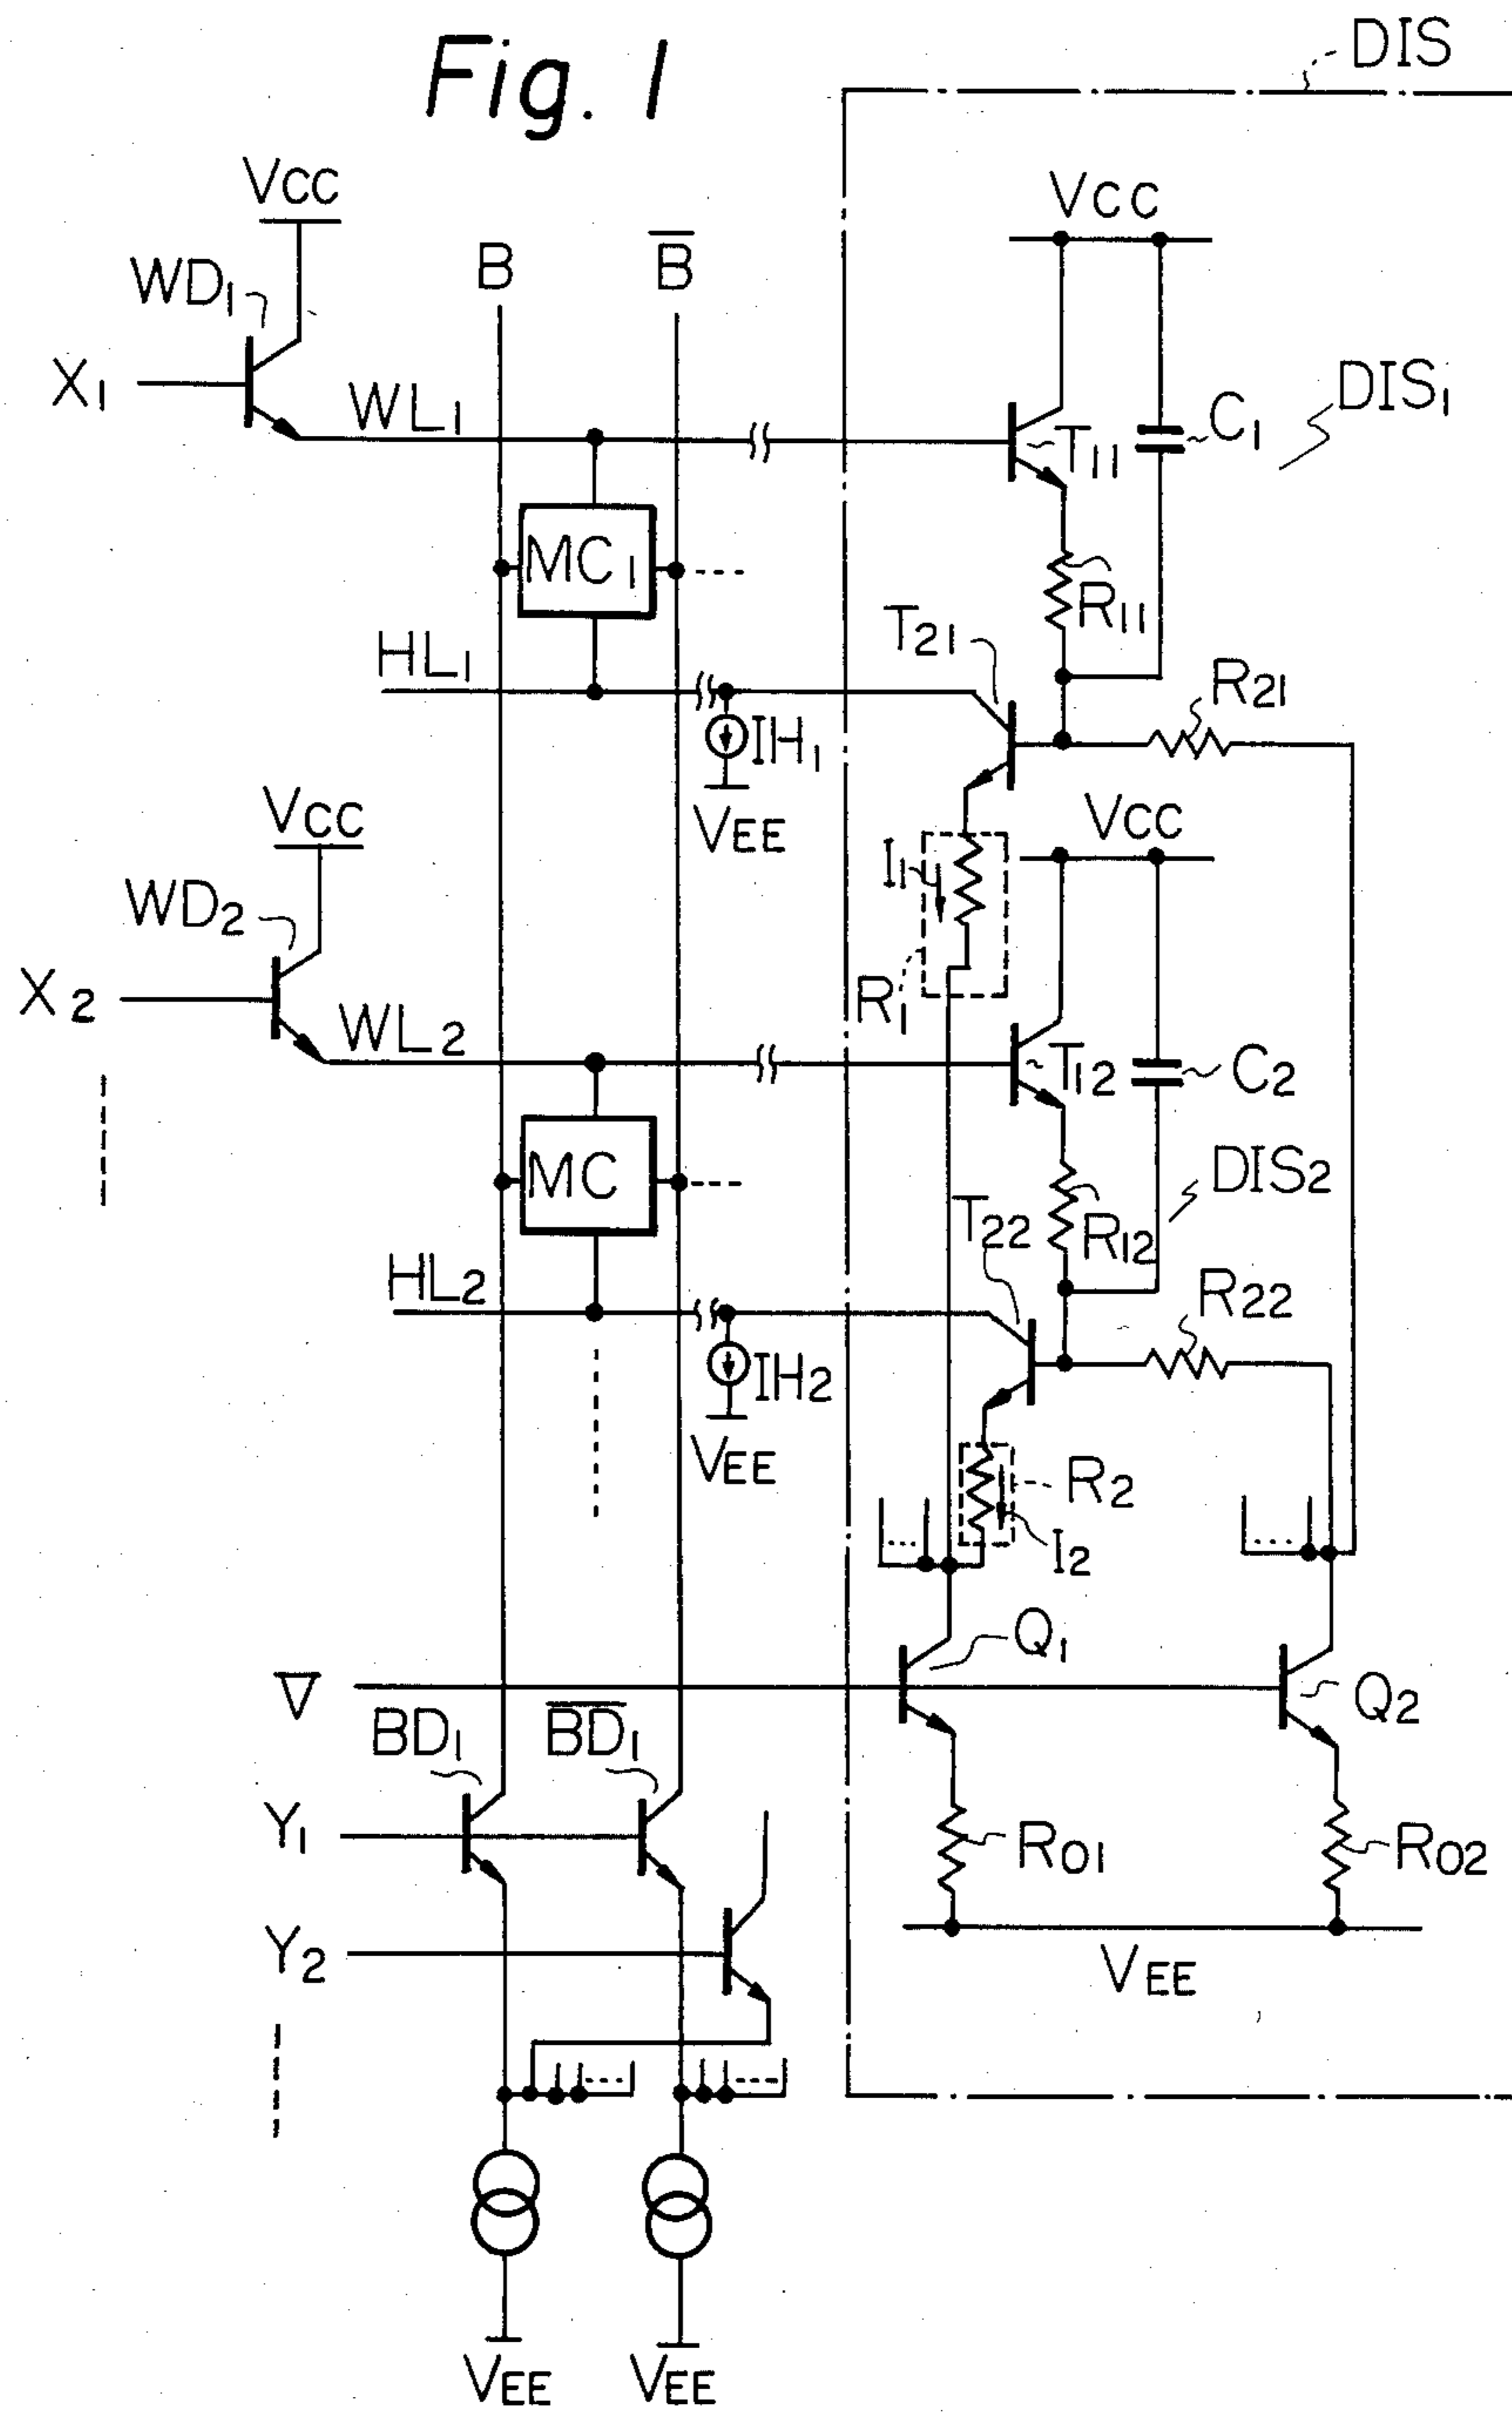 Fig. 1
DIS
VCC
VCC
B
B̅
WD1
X1
WL1
T11
C1
DIS1
MC1
R11
T21
HL1
R21
IH1
VEE
VCC
VCC
I1
WD2
R1
X2
WL2
T12
C2
MC
DIS2
T22
R12
HL2
R22
IH2
VEE
R2
I2
Q1
V̅
Q2
BD1
B̅D̅1
Y1
R01
R02
Y2
VEE
VEE
VEE